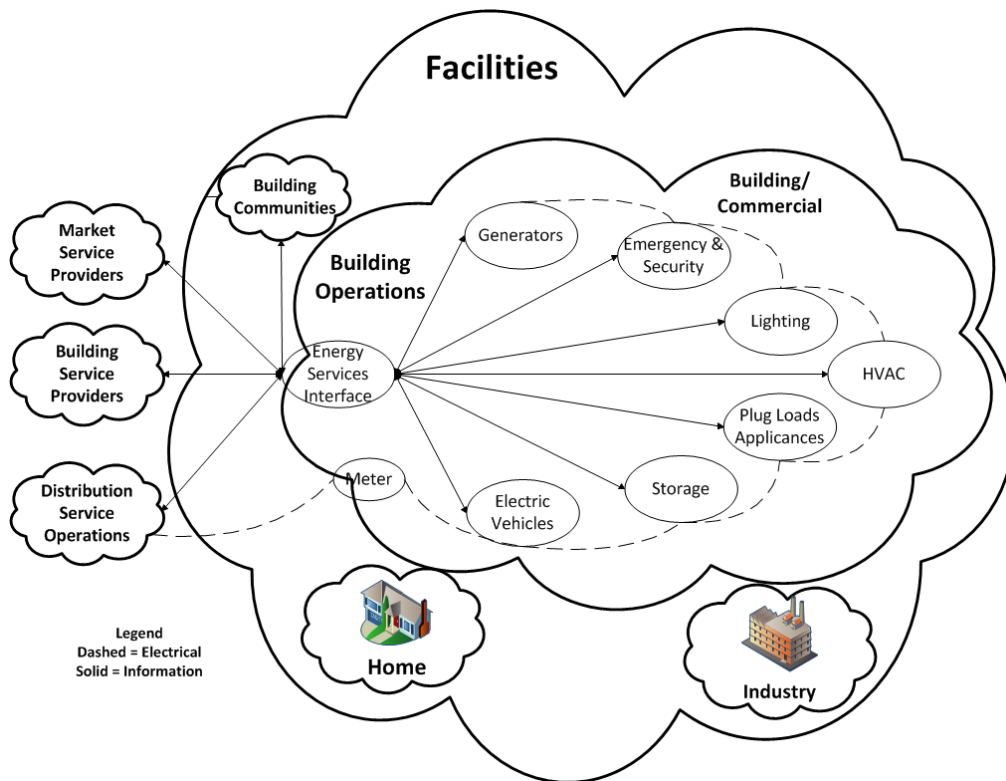 Facilities
Building
Communities
Building/
Commercial
Market
Service
Providers
Generators
Emergency &
Security
Building
Operations
Lighting
Building
Service
Providers
Energy
Services
Interface
HVAC
Plug Loads
Applicances
Meter
Storage
Distribution
Service
Operations
Electric
Vehicles
Legend
Dashed = Electrical
Solid = Information
Home
Industry